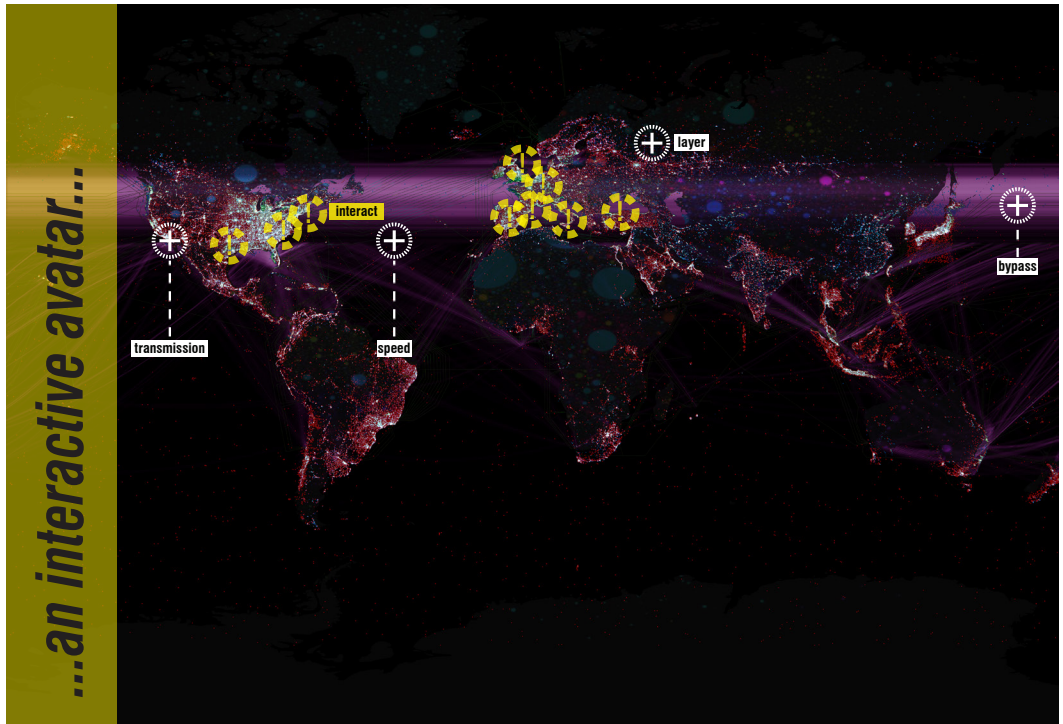 ...an interactive avatar...
layer
interact
bypass
transmission
speed